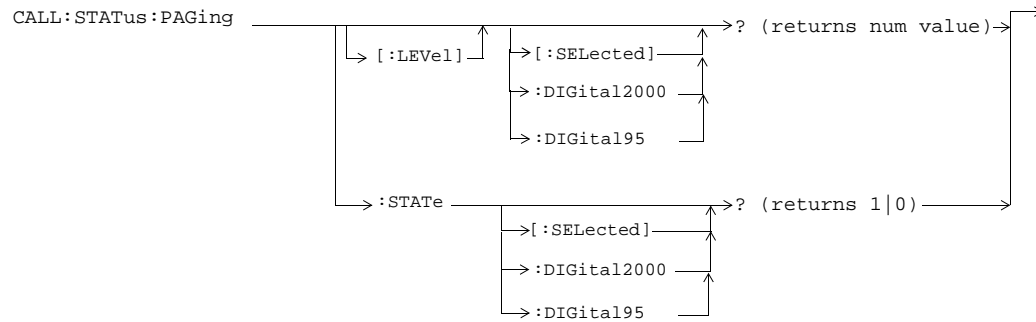 CALL:STATus:PAGing
? (returns num value)
[:LEVel]
[:SELected]
:DIGital2000
:DIGital95
:STATe
? (returns 1|0)
[:SELected]
:DIGital2000
:DIGital95